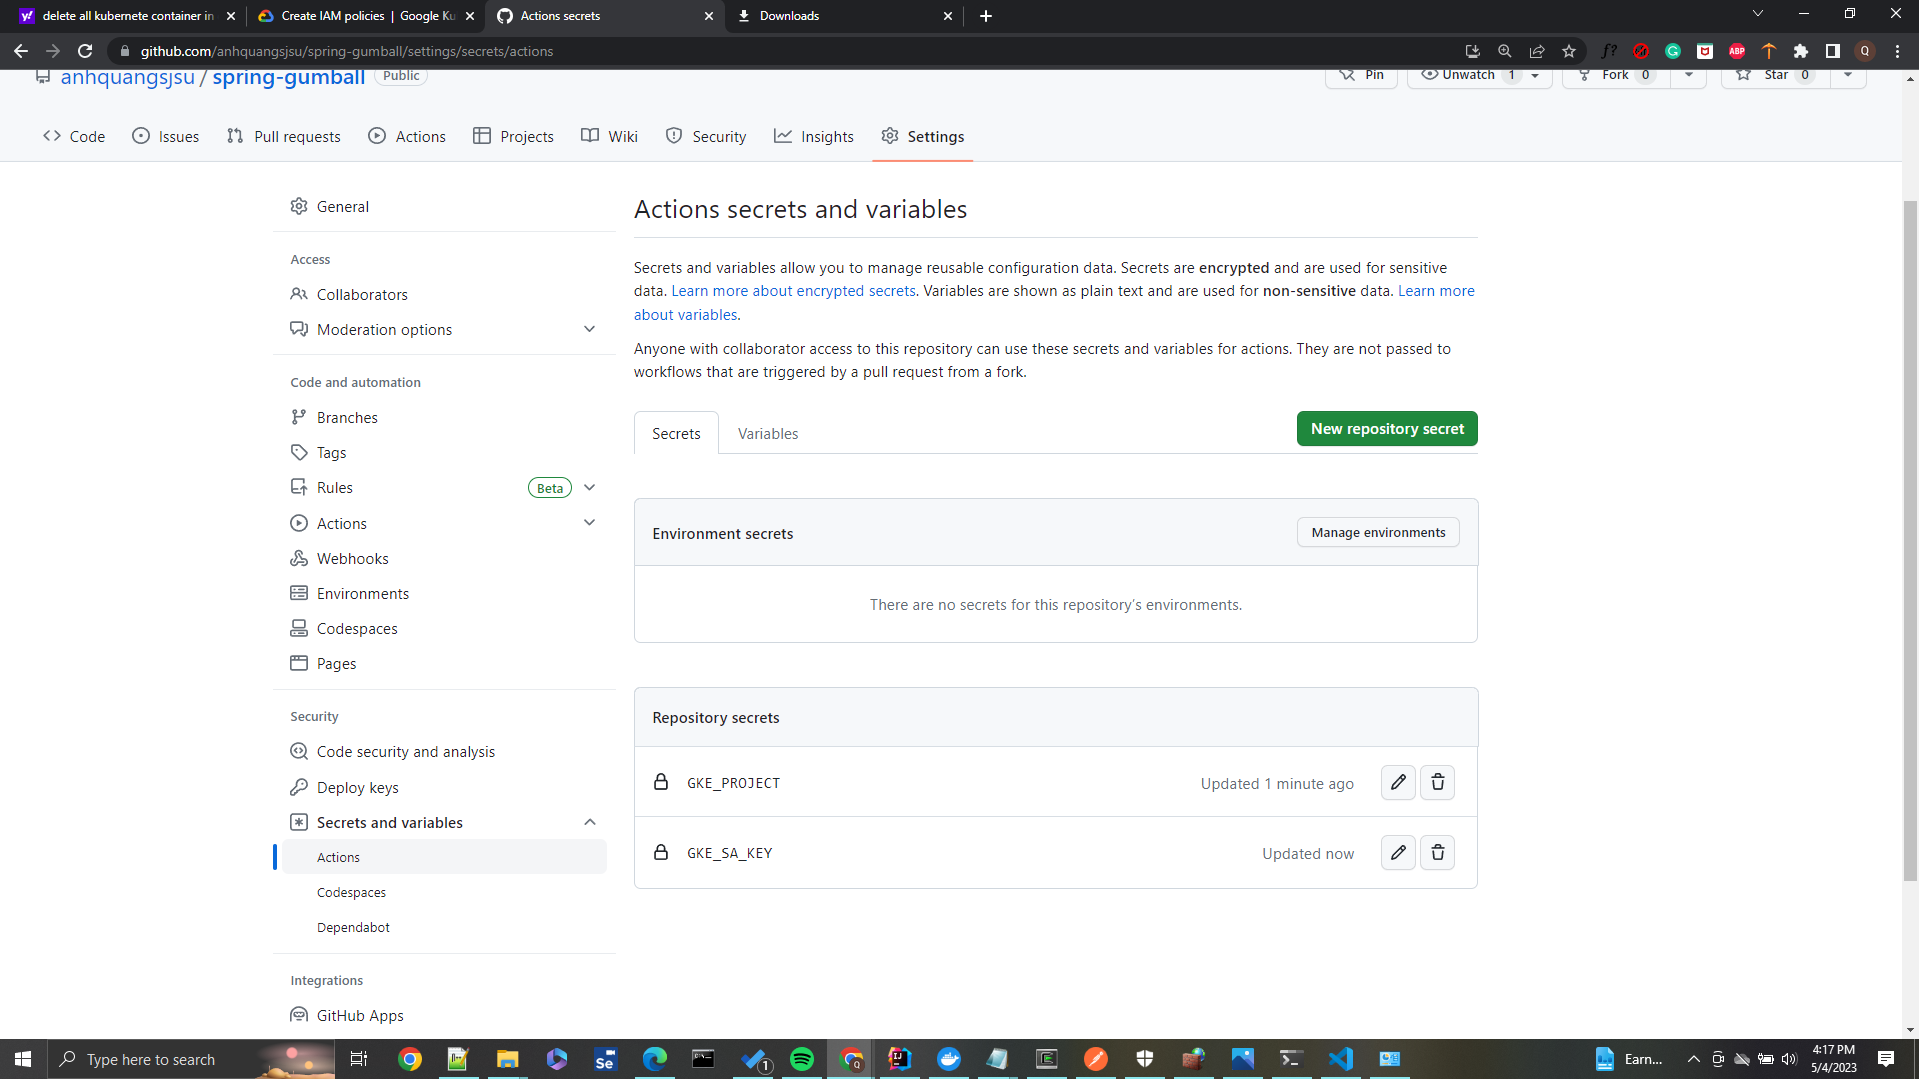 delete all kubernete container in
Create IAM policies | Google Ku
Actions secrets
Downloads
github.com/anhquangsjsu/spring-gumball/settings/secrets/actions
anhquangsjsu / spring-gumball Public
Pin
Unwatch 1
Fork 0
Star 0
Code
Issues
Pull requests
Actions
Projects
Wiki
Security
Insights
Settings
General
Access
Collaborators
Moderation options
Code and automation
Branches
Tags
Rules Beta
Actions
Webhooks
Environments
Codespaces
Pages
Security
Code security and analysis
Deploy keys
Secrets and variables
Actions
Codespaces
Dependabot
Integrations
GitHub Apps
Actions secrets and variables
Secrets and variables allow you to manage reusable configuration data. Secrets are encrypted and are used for sensitive
data. Learn more about encrypted secrets. Variables are shown as plain text and are used for non-sensitive data. Learn more
about variables.
Anyone with collaborator access to this repository can use these secrets and variables for actions. They are not passed to
workflows that are triggered by a pull request from a fork.
Secrets
Variables
New repository secret
Environment secrets
Manage environments
There are no secrets for this repository's environments.
Repository secrets
GKE_PROJECT
Updated 1 minute ago
GKE_SA_KEY
Updated now
Type here to search
Earn...
4:17 PM
5/4/2023